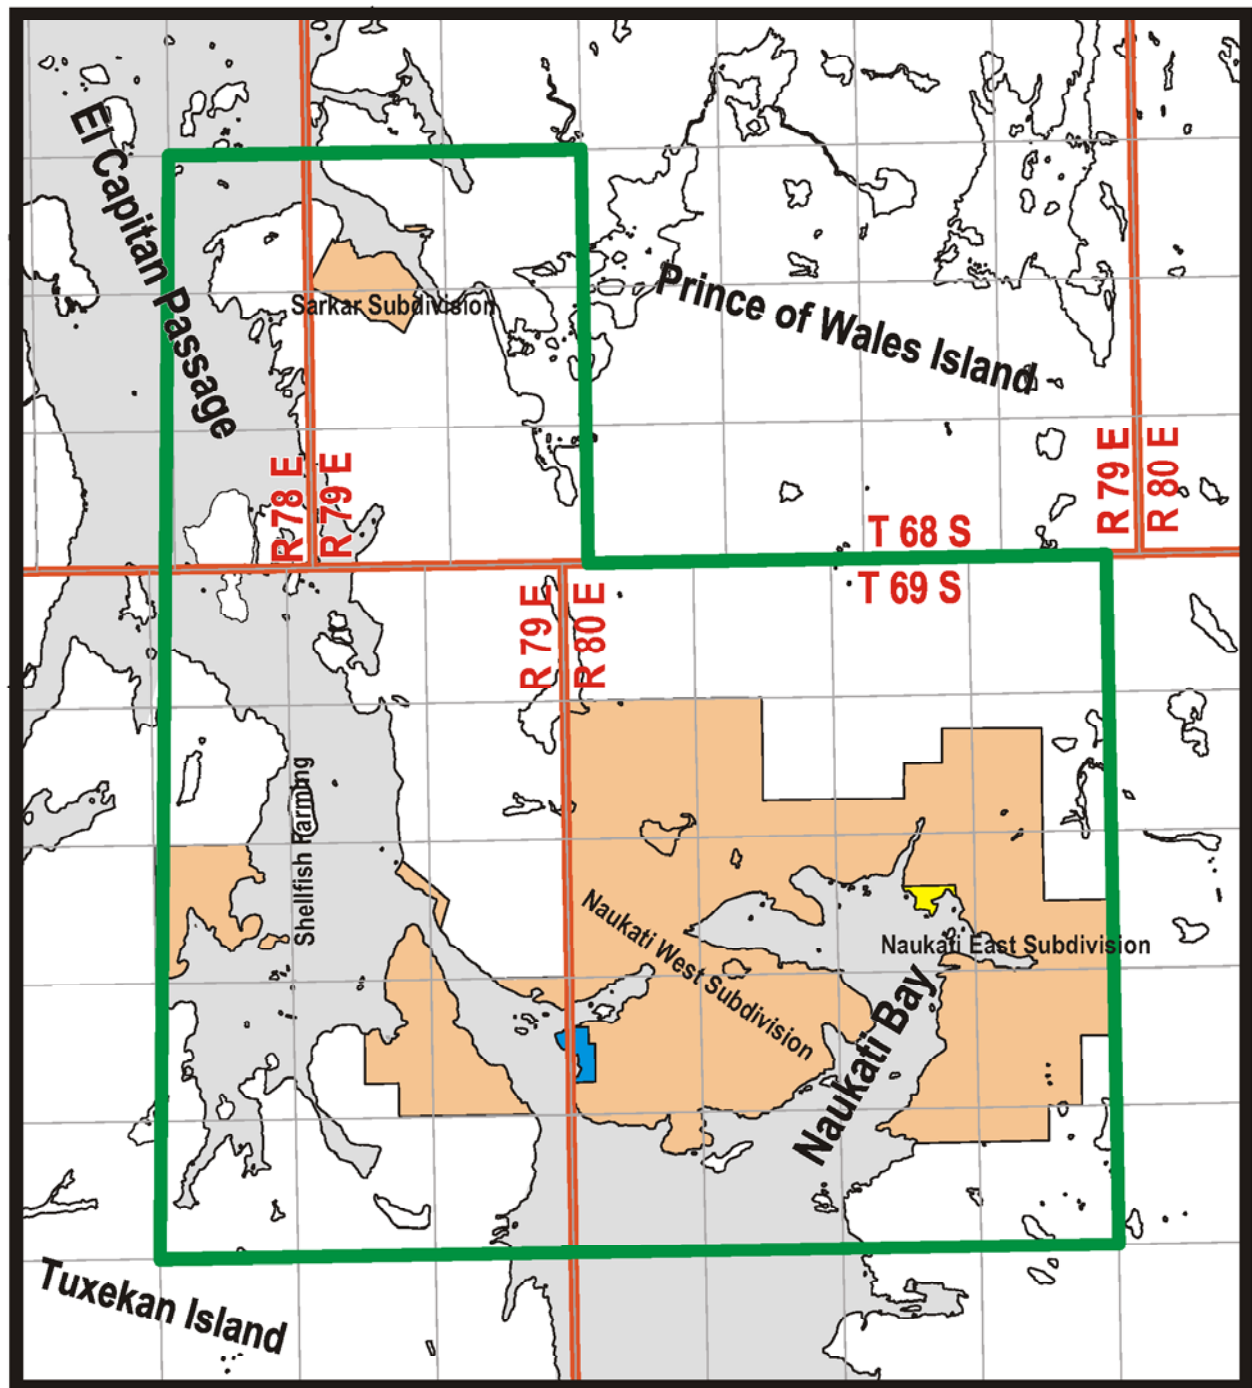 El Capitan Passage
Prince of Wales Island
Sarkar Subdivision
R 78 E
R 79 E
R 79 E
R 80 E
T 68 S
T 69 S
R 79 E
R 80 E
Shellfish Farming
Naukati West Subdivision
Naukati East Subdivision
Naukati Bay
Tuxekan Island